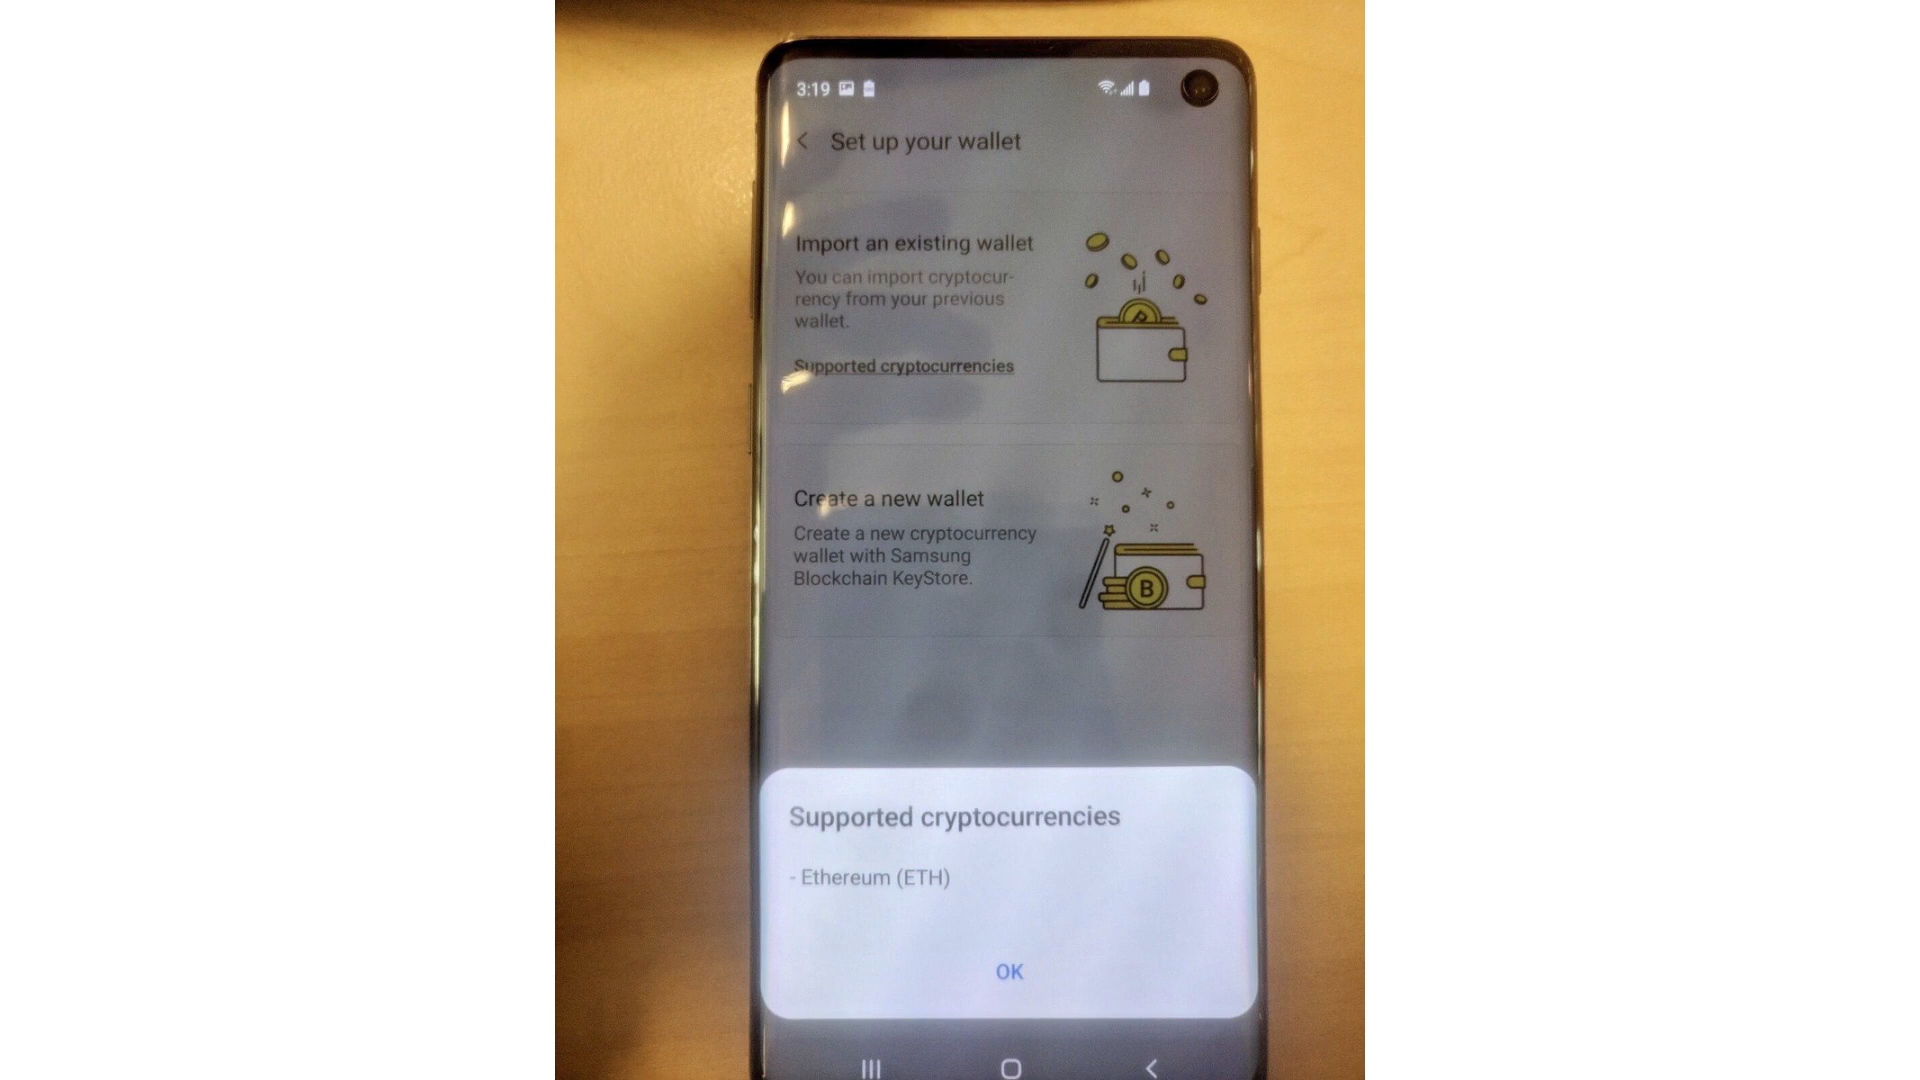 3:19
Set up your wallet
Import an existing wallet
You can import cryptocur-
rency from your previous
wallet.
Supported cryptocurrencies
Create a new wallet
Create a new cryptocurrency
wallet with Samsung
Blockchain KeyStore.
B
Supported cryptocurrencies
- Ethereum (ETH)
OK